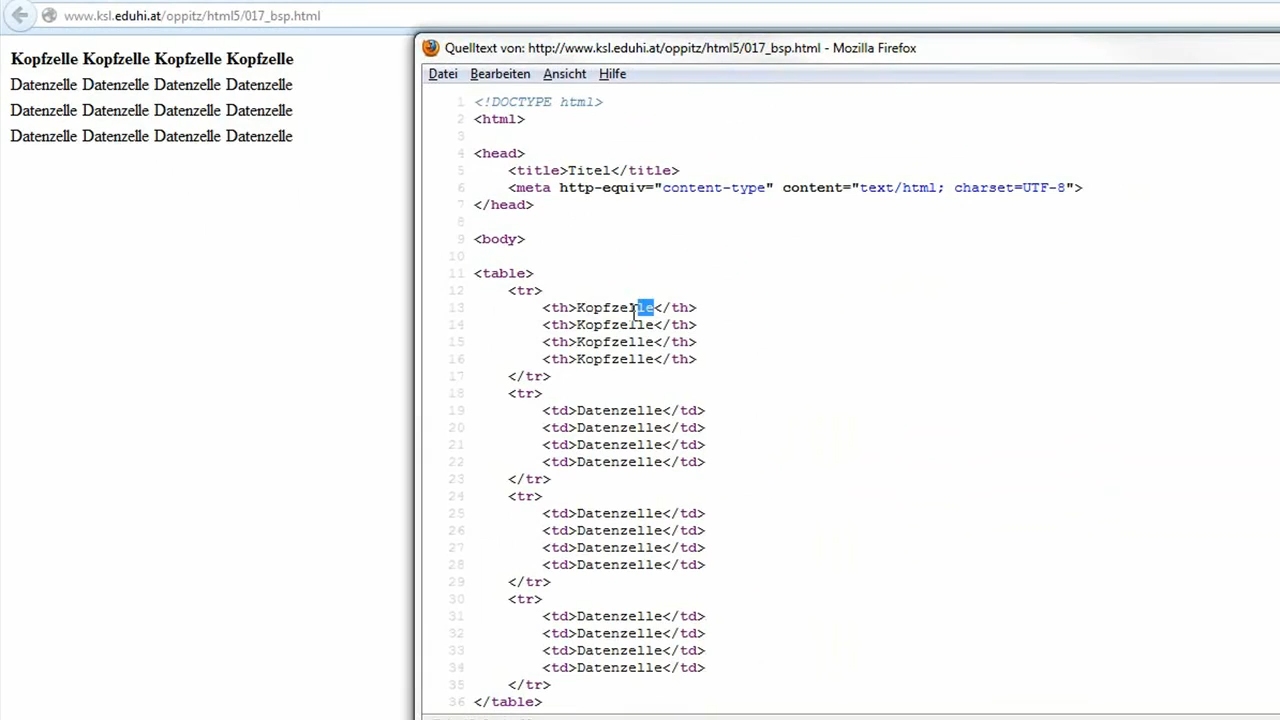 www.ksl.eduhi.at/oppitz/html5/017_bsp.html
Kopfzelle Kopfzelle Kopfzelle Kopfzelle
Datenzelle Datenzelle Datenzelle Datenzelle
Datenzelle Datenzelle Datenzelle Datenzelle
Datenzelle Datenzelle Datenzelle Datenzelle
Quelltext von: http://www.ksl.eduhi.at/oppitz/html5/017_bsp.html - Mozilla Firefox
Datei Bearbeiten Ansicht Hilfe
1 <!DOCTYPE html>
2 <html>
3
4 <head>
5 <title>Titel</title>
6 <meta http-equiv="content-type" content="text/html; charset=UTF-8">
7 </head>
8
9 <body>
10
11 <table>
12 <tr>
13 <th>Kopfzelle</th>
14 <th>Kopfzelle</th>
15 <th>Kopfzelle</th>
16 <th>Kopfzelle</th>
17 </tr>
18 <tr>
19 <td>Datenzelle</td>
20 <td>Datenzelle</td>
21 <td>Datenzelle</td>
22 <td>Datenzelle</td>
23 </tr>
24 <tr>
25 <td>Datenzelle</td>
26 <td>Datenzelle</td>
27 <td>Datenzelle</td>
28 <td>Datenzelle</td>
29 </tr>
30 <tr>
31 <td>Datenzelle</td>
32 <td>Datenzelle</td>
33 <td>Datenzelle</td>
34 <td>Datenzelle</td>
35 </tr>
36 </table>